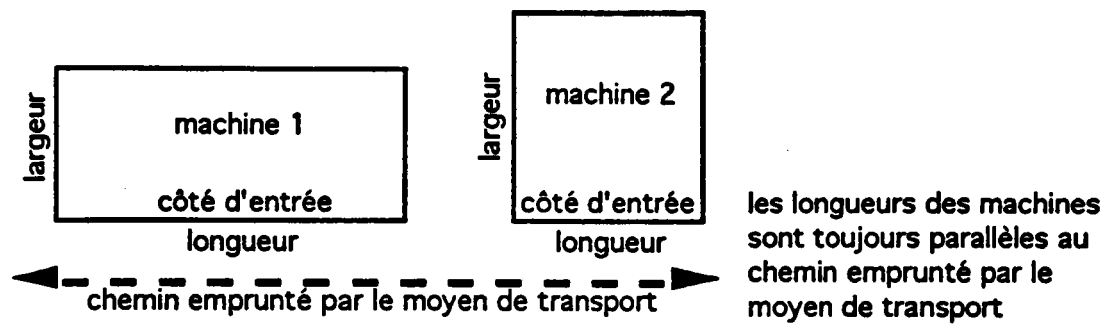 largeur
machine 1
côté d'entrée
longueur
largeur
machine 2
côté d'entrée
longueur
les longueurs des machines
sont toujours parallèles au
chemin emprunté par le
moyen de transport
chemin emprunté par le moyen de transport